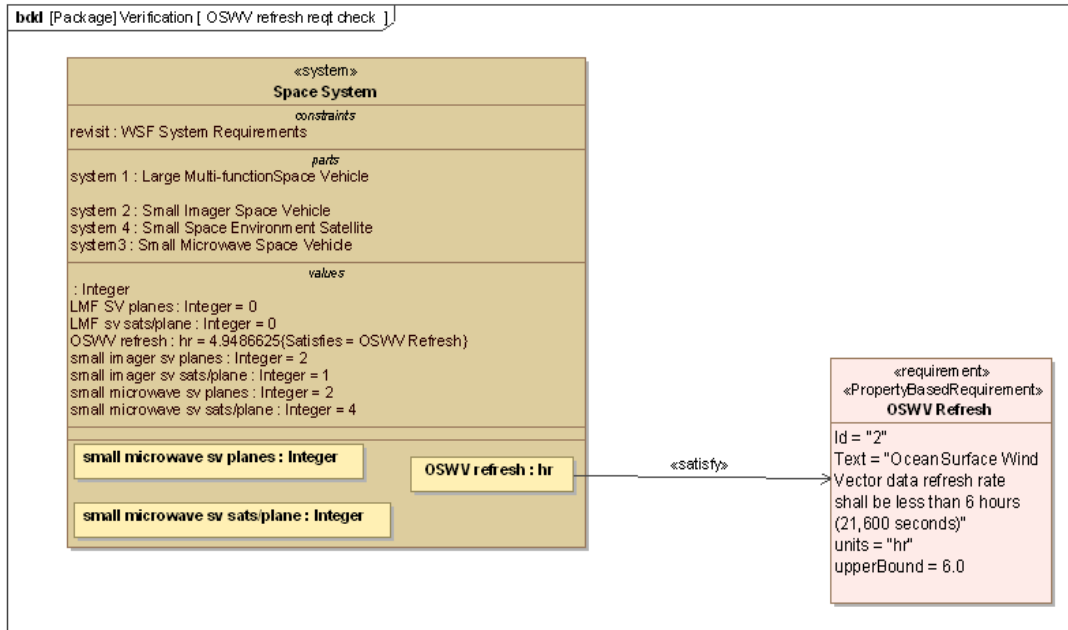 bdd [Package] Verification [ OSWV refresh reqt check ]
«system»
Space System
constraints
revisit : WSF System Requirements
parts
system 1 : Large Multi-functionSpace Vehicle
system 2 : Small Imager Space Vehicle
system 4 : Small Space Environment Satellite
system3 : Small Microwave Space Vehicle
values
: Integer
LMF SV planes : Integer = 0
LMF sv sats/plane : Integer = 0
OSWV refresh : hr = 4.9486625{Satisfies = OSWV Refresh}
small imager sv planes : Integer = 2
small imager sv sats/plane : Integer = 1
small microwave sv planes : Integer = 2
small microwave sv sats/plane : Integer = 4
small microwave sv planes : Integer
OSWV refresh : hr
small microwave sv sats/plane : Integer
«satisfy»
«requirement»
«PropertyBasedRequirement»
OSWV Refresh
Id = "2"
Text = "Ocean Surface Wind
Vector data refresh rate
shall be less than 6 hours
(21,600 seconds)"
units = "hr"
upperBound = 6.0